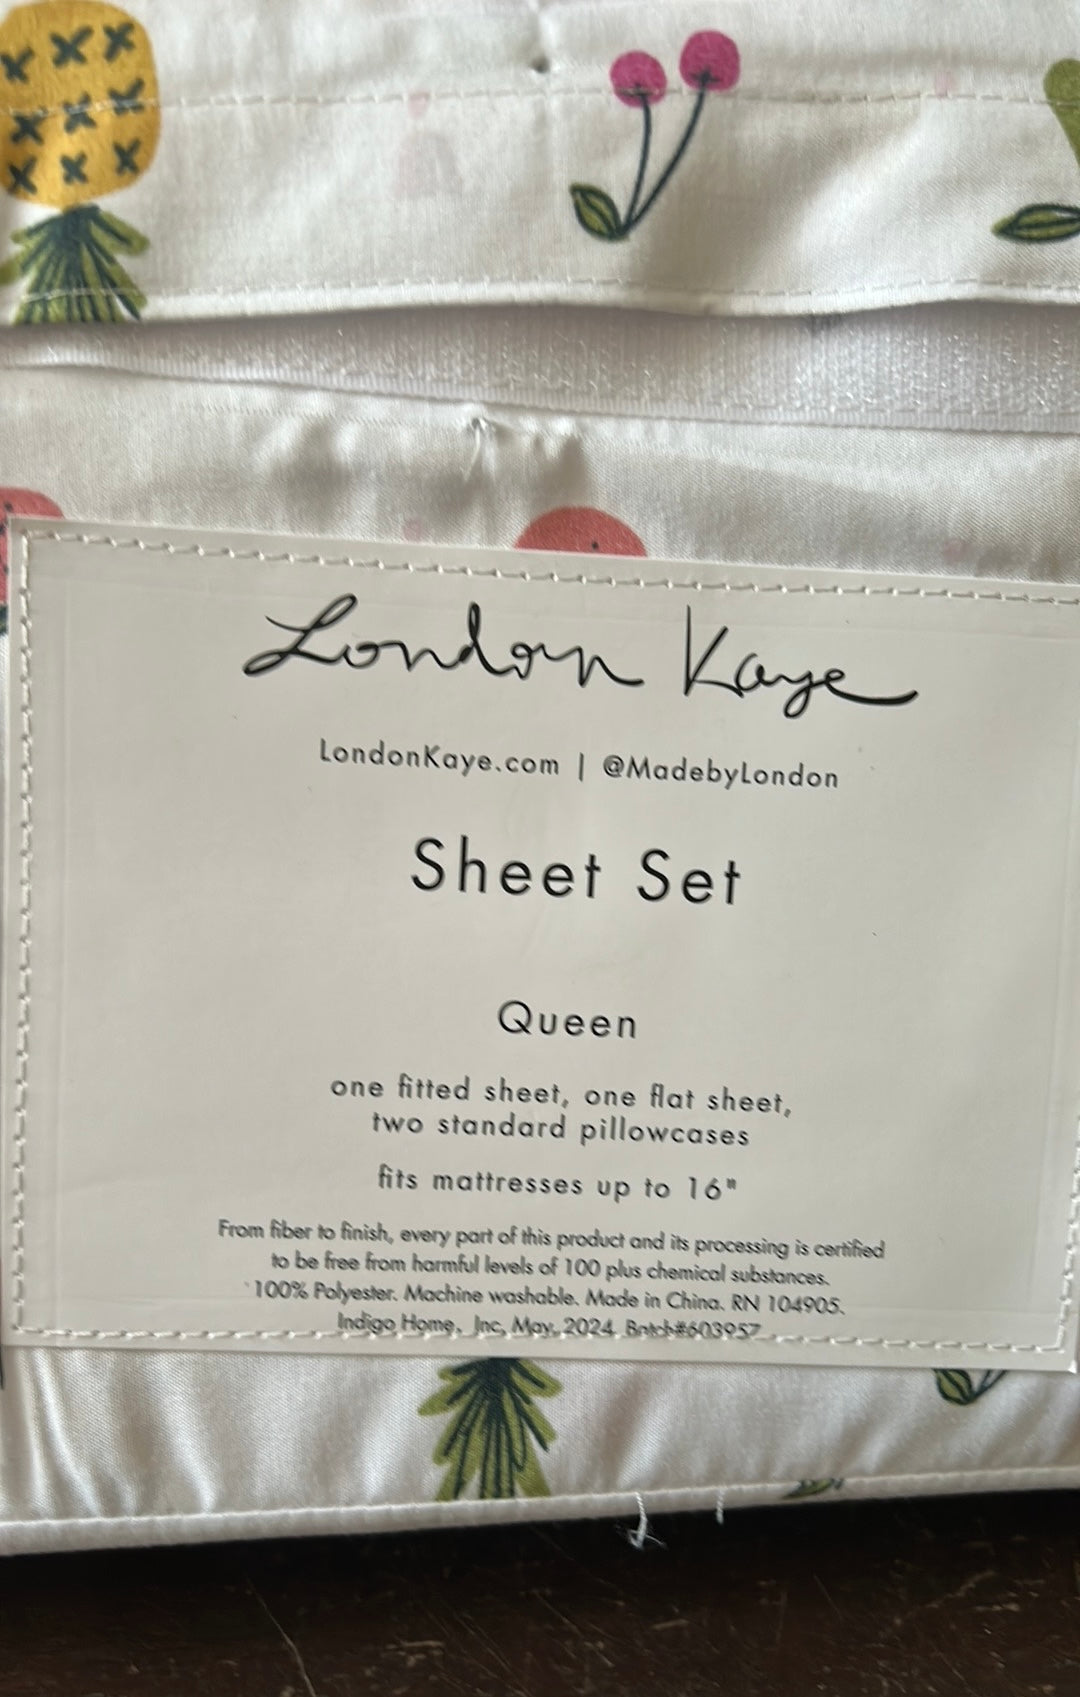 London Kaye
LondonKaye.com | @MadebyLondon
Sheet Set
Queen
one fitted sheet, one flat sheet,
two standard pillowcases
fits mattresses up to 16"
From fiber to finish, every part of this product and its processing is certified
to be free from harmful levels of 100 plus chemical substances.
100% Polyester. Machine washable. Made in China. RN 104905.
Indigo Home, Inc, May, 2024 Batch#603957